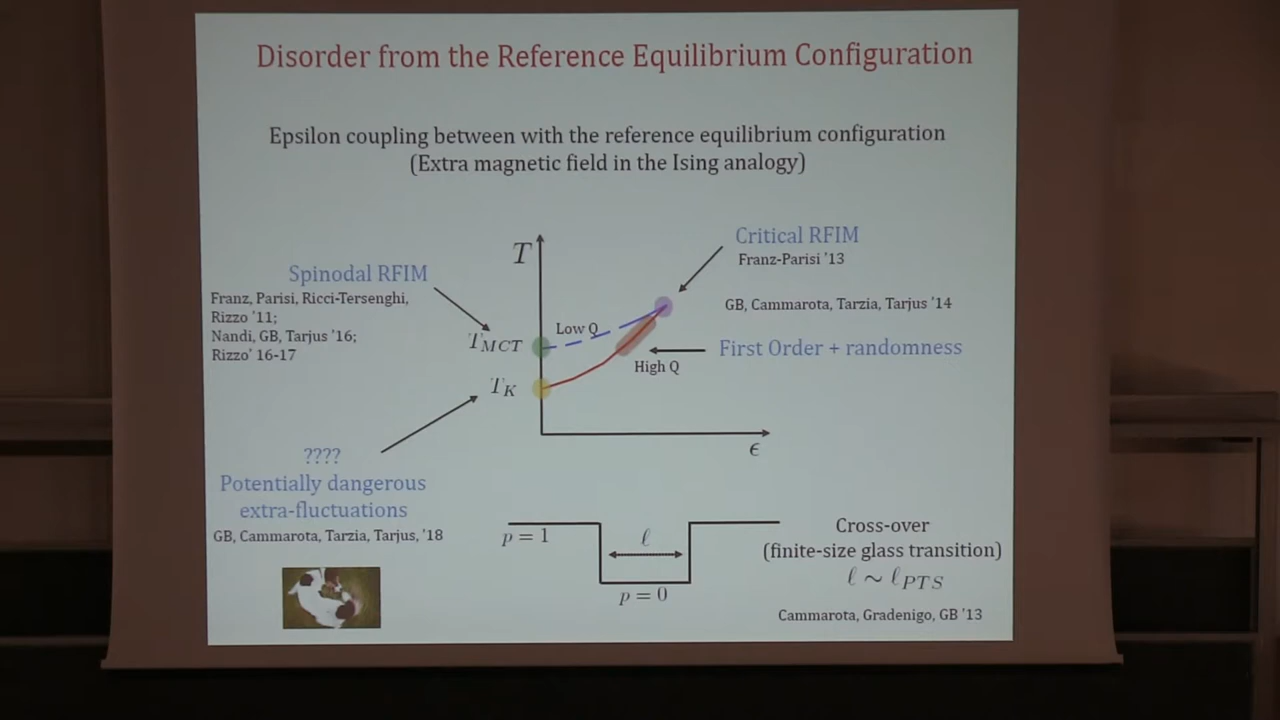 Disorder from the Reference Equilibrium Configuration
Epsilon coupling between with the reference equilibrium configuration
(Extra magnetic field in the Ising analogy)
Critical RFIM
Franz-Parisi '13
GB, Cammarota, Tarzia, Tarjus '14
First Order + randomness
Spinodal RFIM
Franz, Parisi, Ricci-Tersenghi,
Rizzo '11;
Nandi, GB, Tarjus '16;
Rizzo' 16-17
T
Low Q
T_MCT
High Q
T_K
ϵ
????
Potentially dangerous
extra-fluctuations
GB, Cammarota, Tarzia, Tarjus, '18
p = 1
ℓ
p = 0
Cross-over
(finite-size glass transition)
ℓ ~ ℓ_PTS
Cammarota, Gradenigo, GB '13